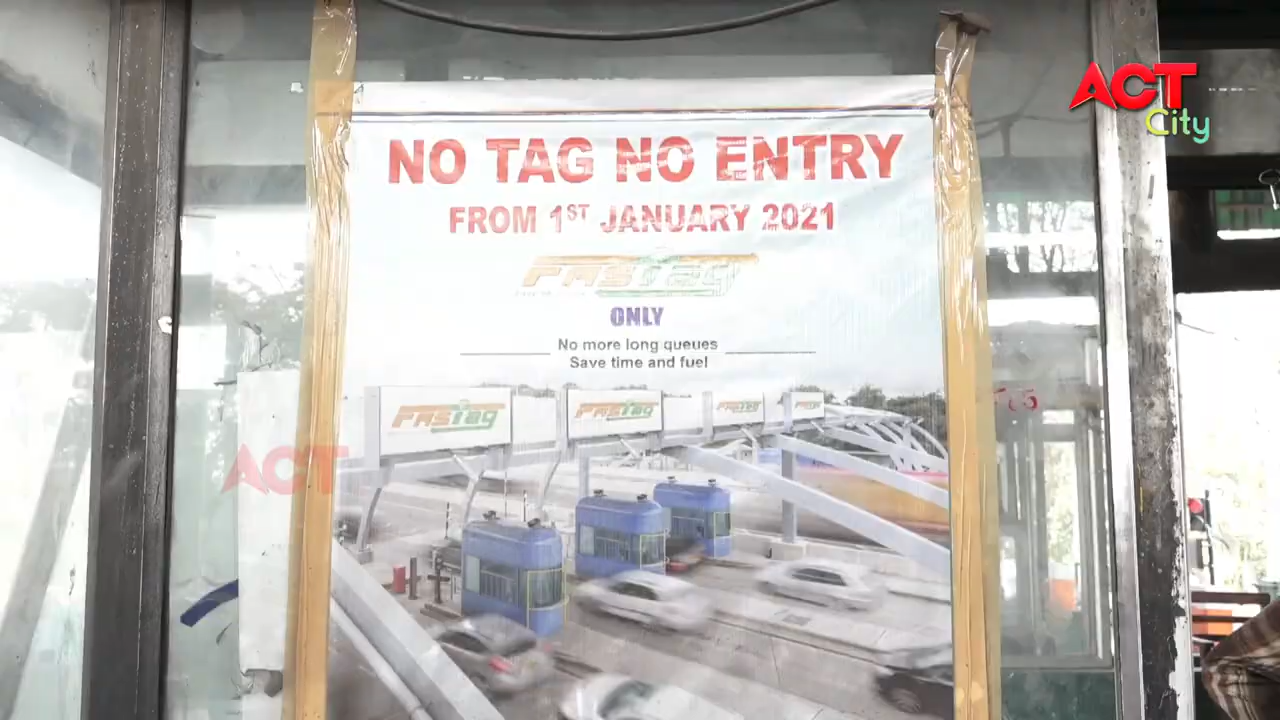 ACT
City
NO TAG NO ENTRY
FROM 1ST JANUARY 2021
FASTag
ONLY
No more long queues
Save time and fuel
FASTag
FASTag
FASTag
ACT